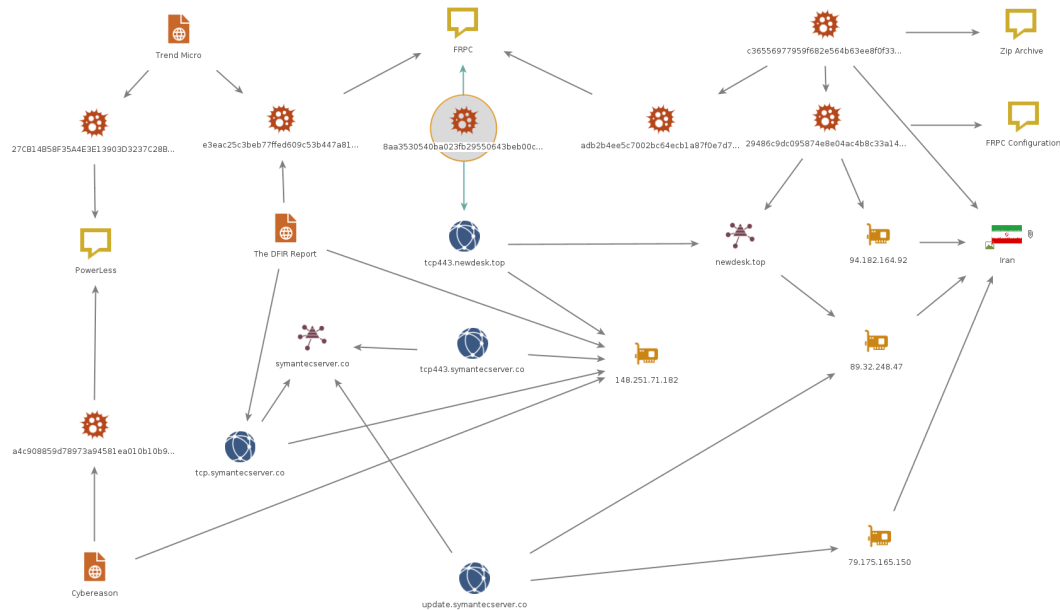 Trend Micro
FRPC
c36556977959f682e564b63ee8f0f33...
Zip Archive
27CB14B58F35A4E3E13903D3237C28B...
e3eac25c3beb77ffed609c53b447a81...
8aa3530540ba023fb29550643beb00c...
adb2b4ee5c7002bc64ecb1a87f0e7d7...
29486c9dc095874e8e04ac4b8c33a14...
FRPC Configuration
PowerLess
The DFIR Report
tcp443.newdesk.top
newdesk.top
94.182.164.92
Iran
symantecserver.co
tcp443.symantecserver.co
148.251.71.182
89.32.248.47
a4c908859d78973a94581ea010b10b9...
tcp.symantecserver.co
Cybereason
update.symantecserver.co
79.175.165.150